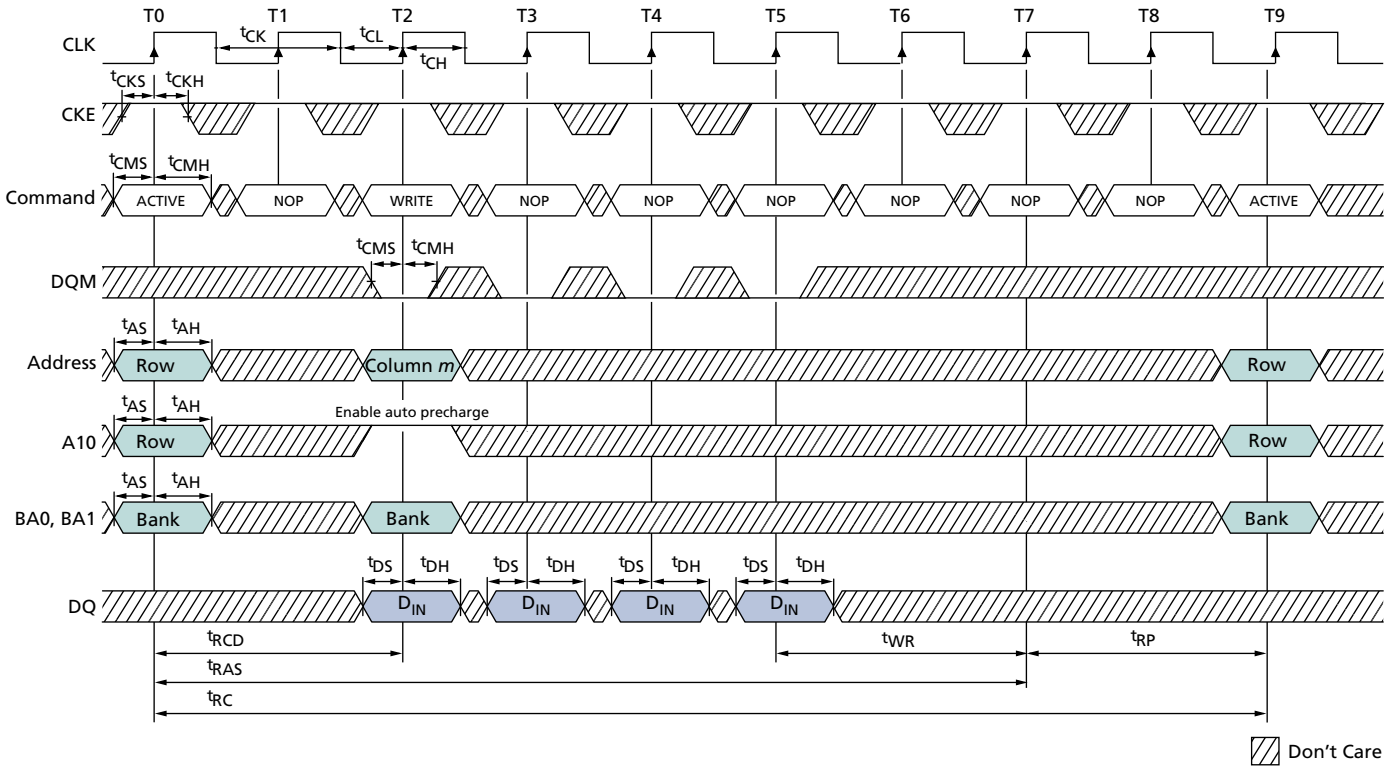 T0 T1 T2 T3 T4 T5 T6 T7 T8 T9
CLK
tCK tCL tCH
tCKS tCKH
CKE
tCMS tCMH
Command ACTIVE NOP WRITE NOP NOP NOP NOP NOP NOP ACTIVE
tCMS tCMH
DQM
tAS tAH
Address Row Column m Row
tAS tAH
Enable auto precharge
A10 Row Row
tAS tAH
BA0, BA1 Bank Bank Bank
tDS tDH tDS tDH tDS tDH tDS tDH
DQ DIN DIN DIN DIN
tRCD tWR tRP
tRAS
tRC
Don't Care